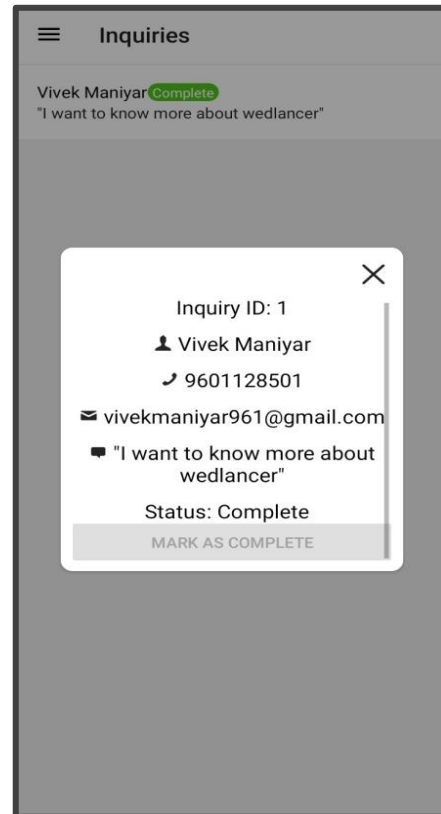 Inquiries
Vivek Maniyar Complete
"I want to know more about wedlancer"
Inquiry ID: 1
Vivek Maniyar
9601128501
vivekmaniyar961@gmail.com
"I want to know more about
wedlancer"
Status: Complete
MARK AS COMPLETE